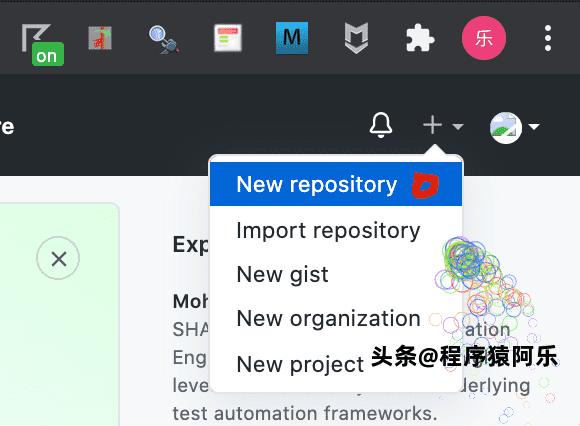 on
M
乐
re
New repository
Import repository
New gist
New organization
New project
Exp
Moh
SHA
ation
Eng
leve
derlying
test automation frameworks.
头条@程序猿阿乐